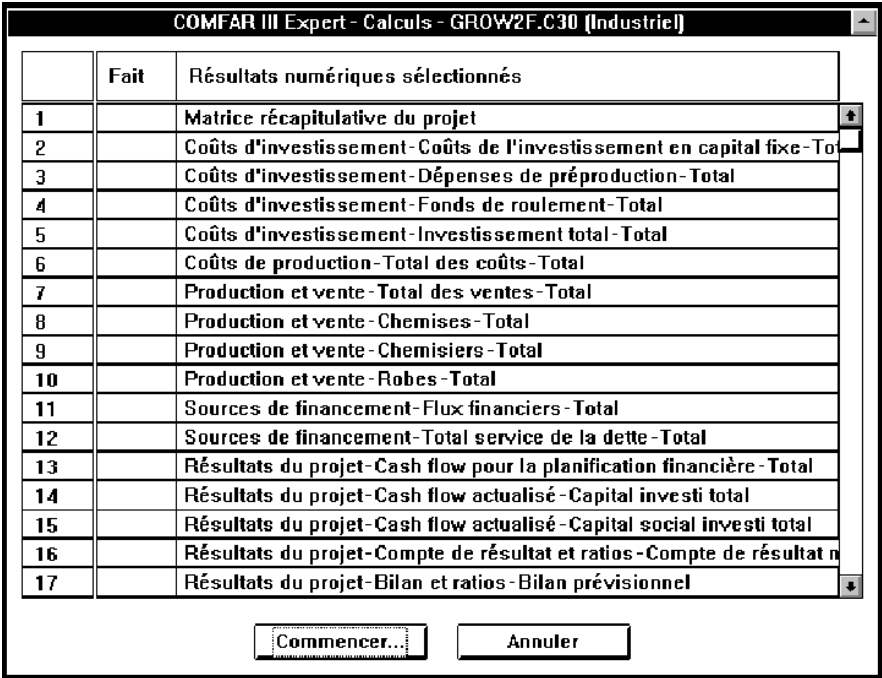 COMFAR III Expert - Calculs - GROW2F.C30 (Industriel)
Fait Résultats numériques sélectionnés
1 Matrice récapitulative du projet
2 Coûts d'investissement-Coûts de l'investissement en capital fixe-Tot
3 Coûts d'investissement-Dépenses de préproduction-Total
4 Coûts d'investissement-Fonds de roulement-Total
5 Coûts d'investissement-Investissement total-Total
6 Coûts de production-Total des coûts-Total
7 Production et vente-Total des ventes-Total
8 Production et vente-Chemises-Total
9 Production et vente-Chemisiers-Total
10 Production et vente-Robes-Total
11 Sources de financement-Flux financiers-Total
12 Sources de financement-Total service de la dette-Total
13 Résultats du projet-Cash flow pour la planification financière-Total
14 Résultats du projet-Cash flow actualisé-Capital investi total
15 Résultats du projet-Cash flow actualisé-Capital social investi total
16 Résultats du projet-Compte de résultat et ratios-Compte de résultat n
17 Résultats du projet-Bilan et ratios-Bilan prévisionnel
Commencer... Annuler